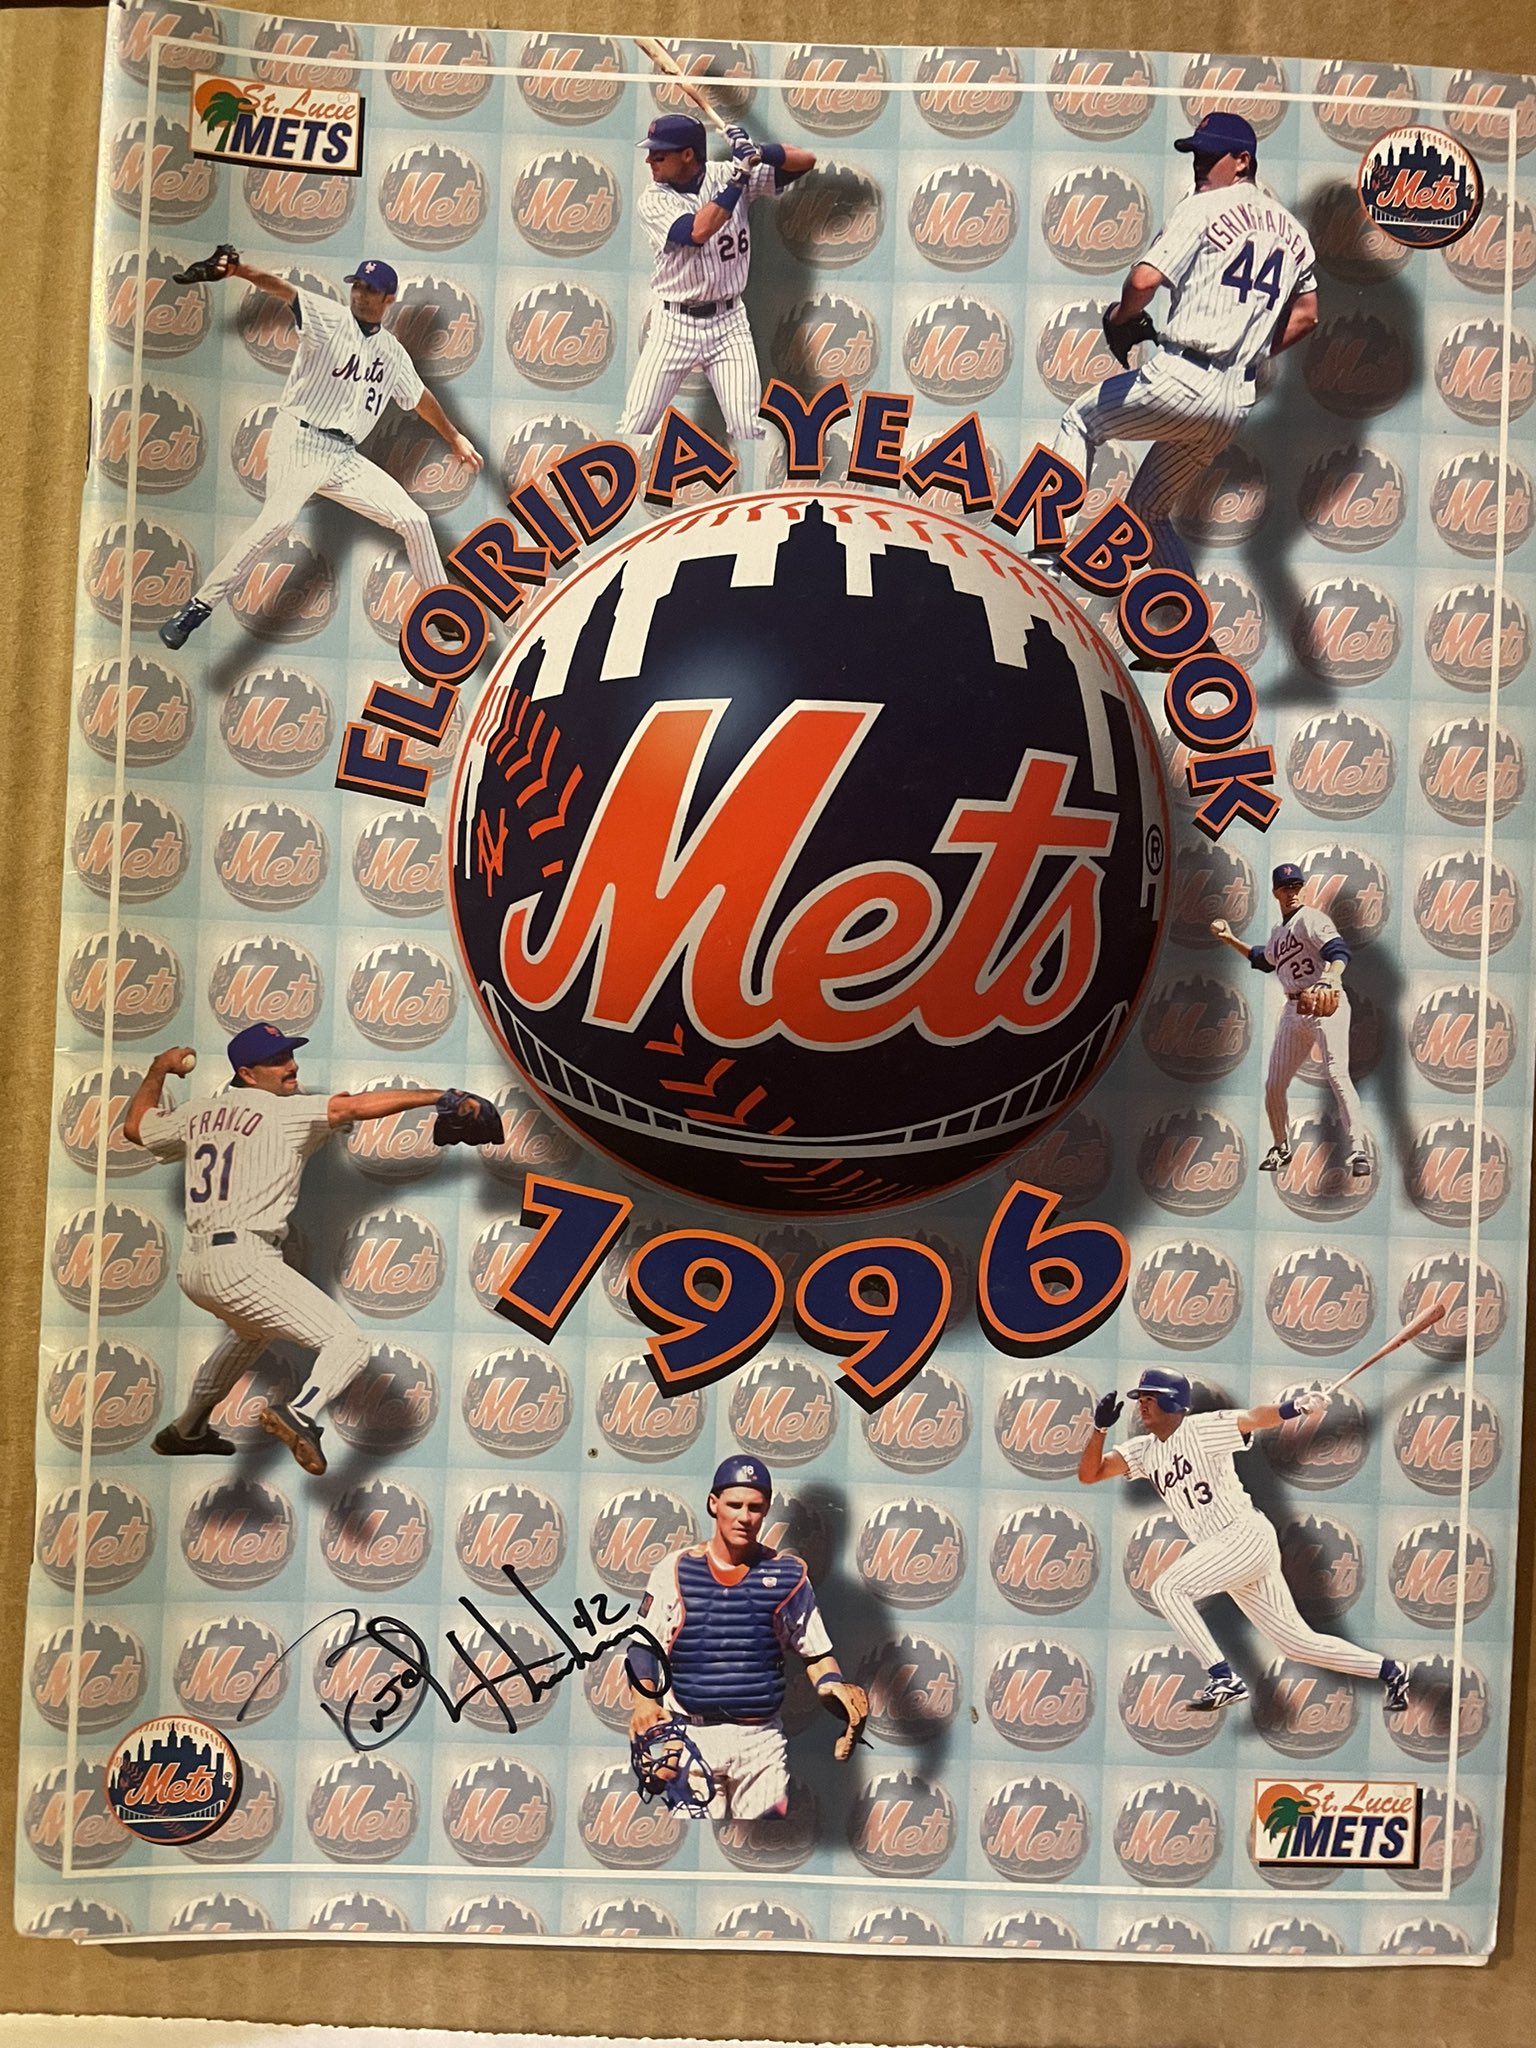 St. Lucie
METS
Mets
26
ISRINGHAUSEN
44
Mets
21
FLORIDA YEARBOOK
Mets
®
Mets
23
FRANCO
31
1996
Mets
13
18
42
Mets
St. Lucie
METS